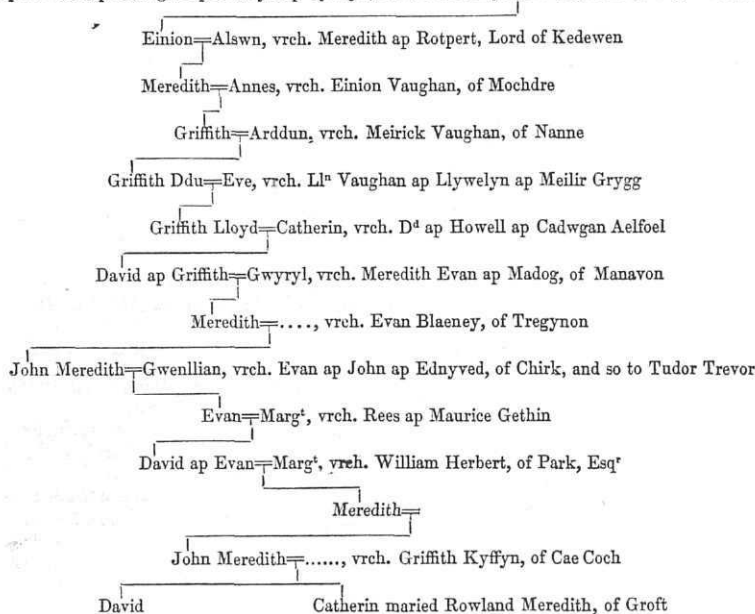 Einion=Alswn, vrch. Meredith ap Rotpert, Lord of Kedewen
Meredith=Annes, vrch. Einion Vaughan, of Mochdre
Griffith=Arddun, vrch. Meirick Vaughan, of Nanne
Griffith Ddu=Eve, vrch. Llⁿ Vaughan ap Llywelyn ap Meilir Grygg
Griffith Lloyd=Catherin, vrch. Dᵈ ap Howell ap Cadwgan Aelfoel
David ap Griffith=Gwyryl, vrch. Meredith Evan ap Madog, of Manavon
Meredith=...., vrch. Evan Blaeney, of Tregynon
John Meredith=Gwenllian, vrch. Evan ap John ap Ednyved, of Chirk, and so to Tudor Trevor
Evan=Margᵗ, vrch. Rees ap Maurice Gethin
David ap Evan=Margᵗ, vrch. William Herbert, of Park, Esqʳ
Meredith=
John Meredith=......, vrch. Griffith Kyffyn, of Cae Coch
David Catherin maried Rowland Meredith, of Groft